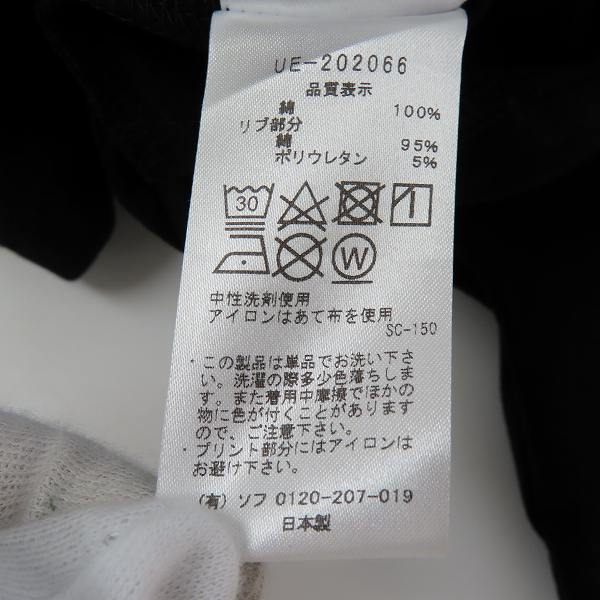 UE-202066
品質表示
綿 100%
リブ部分
綿 95%
ポリウレタン 5%
30
W
中性洗剤使用
アイロンはあて布を使用
SC-150
・この製品は単品でお洗い下さ
い。洗濯の際多少色落ちしま
す。また着用中摩擦でほかの
物に色が付くことがあります
ので、ご注意下さい。
・プリント部分にはアイロンは
お避け下さい。
(有)ソフ 0120-207-019
日本製